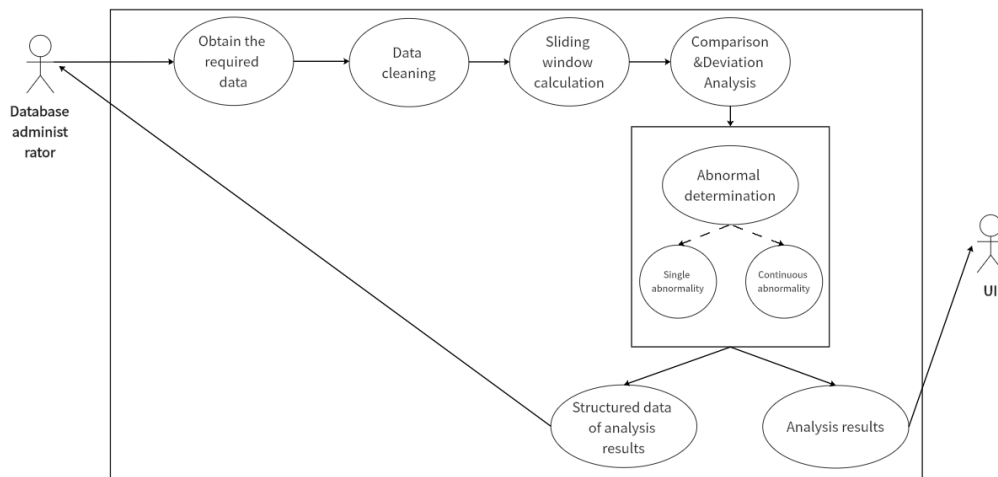 Obtain the
required
data
Data
cleaning
Sliding
window
calculation
Comparison
&Deviation
Analysis
Database
administ
rator
Abnormal
determination
Single
abnormality
Continuous
abnormality
UI
Structured data
of analysis
results
Analysis results